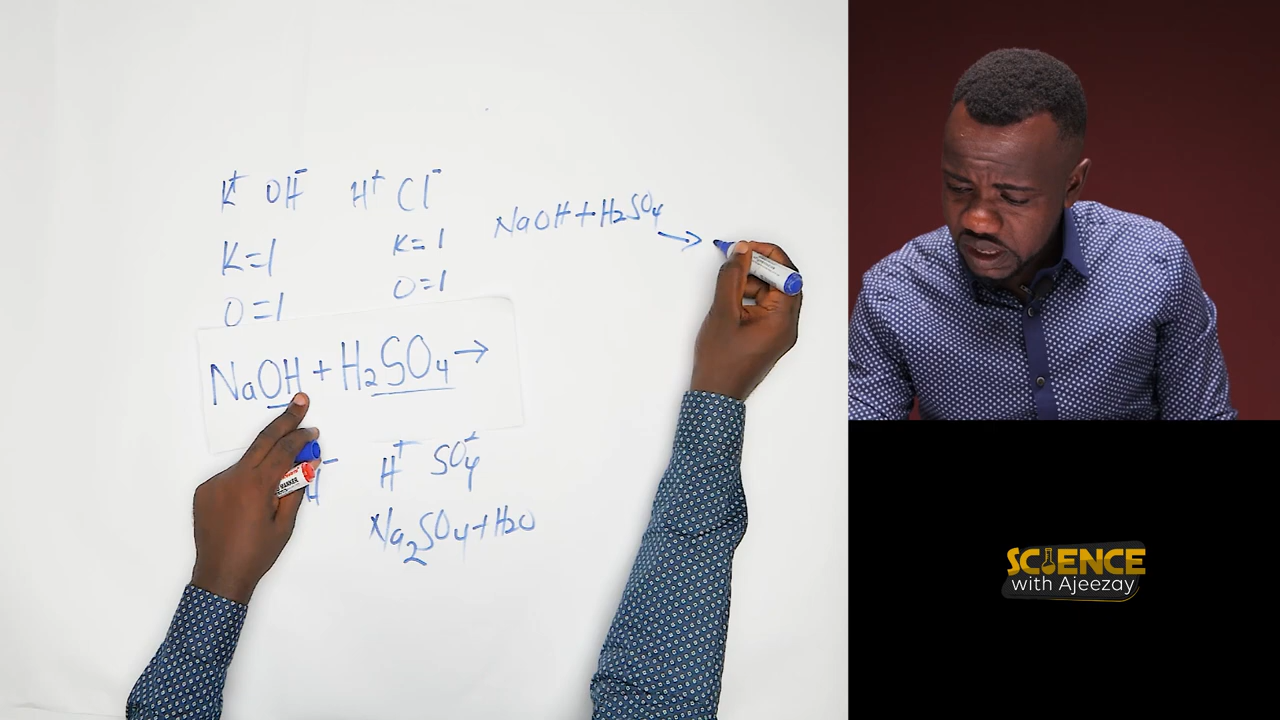 K⁺ OH⁻ H⁺ Cl⁻
K=1
O=1
K=1
O=1
NaOH + H₂SO₄ →
NaOH + H₂SO₄ →
H⁻ H⁺ SO₄
Na₂SO₄ + H₂O
SCIENCE
with Ajeezay